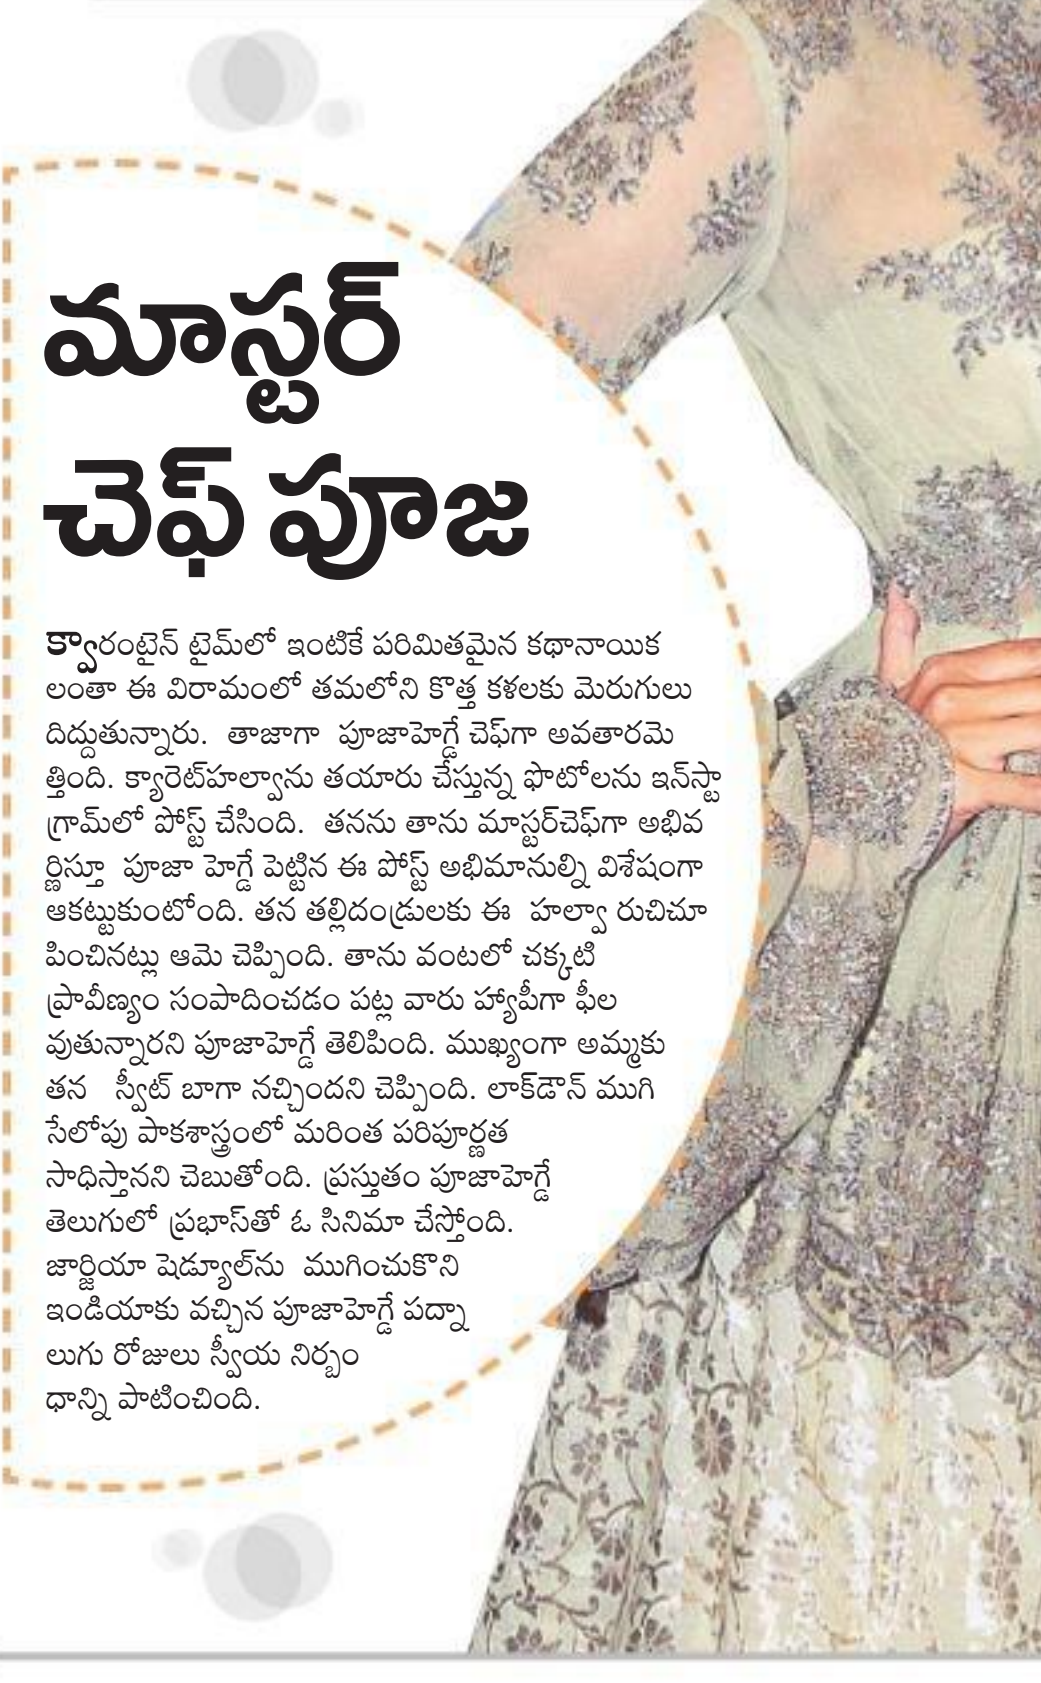 మాస్టర్
చెఫ్ పూజ
క్వారంటైన్ టైమ్‌లో ఇంటికే పరిమితమైన కథానాయిక
లంతా ఈ విరామంలో తమలోని కొత్త కళలకు మెరుగులు
దిద్దుతున్నారు. తాజాగా పూజాహెగ్డే చెఫ్‌గా అవతారమె
త్తింది. క్యారెట్‌హల్వాను తయారు చేస్తున్న ఫొటోలను ఇన్‌స్టా
గ్రామ్‌లో పోస్ట్ చేసింది. తనను తాను మాస్టర్‌చెఫ్‌గా అభివ
ర్ణిస్తూ పూజా హెగ్డే పెట్టిన ఈ పోస్ట్ అభిమానుల్ని విశేషంగా
ఆకట్టుకుంటోంది. తన తల్లిదండ్రులకు ఈ హల్వా రుచిచూ
పించినట్లు ఆమె చెప్పింది. తాను వంటలో చక్కటి
ప్రావీణ్యం సంపాదించడం పట్ల వారు హ్యాపీగా ఫీల
వుతున్నారని పూజాహెగ్డే తెలిపింది. ముఖ్యంగా అమ్మకు
తన స్వీట్ బాగా నచ్చిందని చెప్పింది. లాక్‌డౌన్ ముగి
సేలోపు పాకశాస్త్రంలో మరింత పరిపూర్ణత
సాధిస్తానని చెబుతోంది. ప్రస్తుతం పూజాహెగ్డే
తెలుగులో ప్రభాస్‌తో ఓ సినిమా చేస్తోంది.
జార్జియా షెడ్యూల్‌ను ముగించుకొని
ఇండియాకు వచ్చిన పూజాహెగ్డే పద్నా
లుగు రోజులు స్వీయ నిర్బం
ధాన్ని పాటించింది.